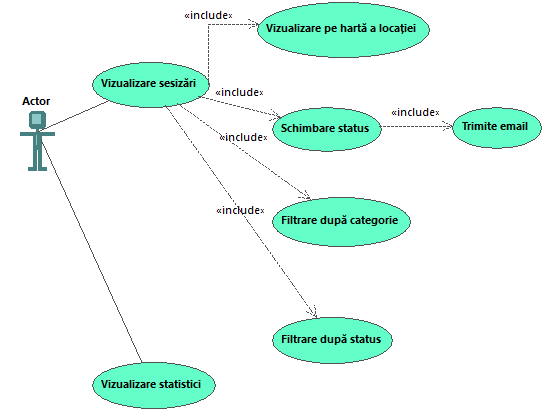 «include»
Vizualizare pe hartă a locației
Vizualizare sesizări
«include»
«include»
Actor
Schimbare status
Trimite email
«include»
«include»
Filtrare după categorie
Filtrare după status
Vizualizare statistici